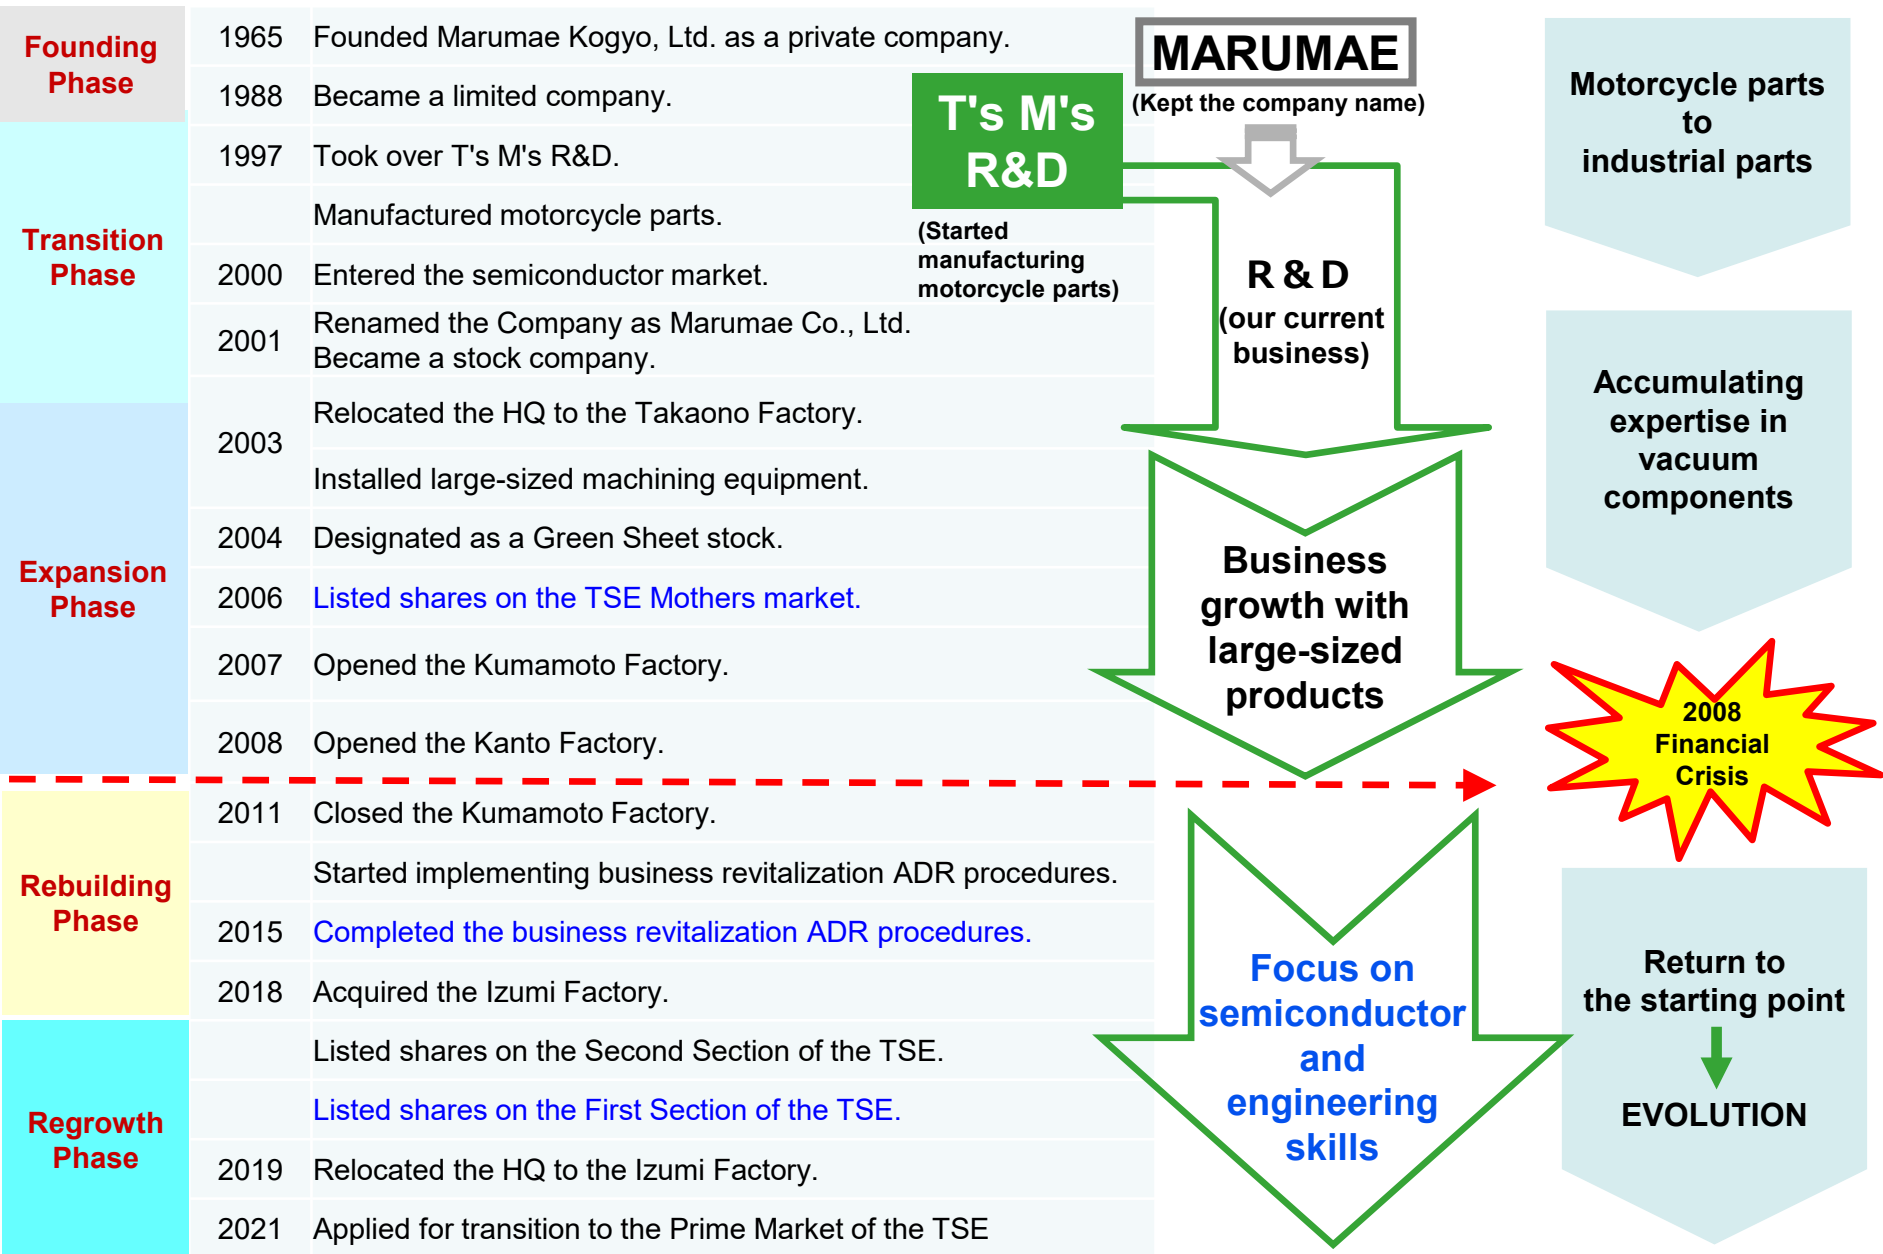 Founding
Phase
1965 Founded Marumae Kogyo, Ltd. as a private company.
1988 Became a limited company.
Transition
Phase
1997 Took over T's M's R&D.
Manufactured motorcycle parts.
2000 Entered the semiconductor market.
2001 Renamed the Company as Marumae Co., Ltd.
Became a stock company.
Expansion
Phase
2003 Relocated the HQ to the Takaono Factory.
Installed large-sized machining equipment.
2004 Designated as a Green Sheet stock.
2006 Listed shares on the TSE Mothers market.
2007 Opened the Kumamoto Factory.
2008 Opened the Kanto Factory.
Rebuilding
Phase
2011 Closed the Kumamoto Factory.
Started implementing business revitalization ADR procedures.
2015 Completed the business revitalization ADR procedures.
2018 Acquired the Izumi Factory.
Regrowth
Phase
Listed shares on the Second Section of the TSE.
Listed shares on the First Section of the TSE.
2019 Relocated the HQ to the Izumi Factory.
2021 Applied for transition to the Prime Market of the TSE
MARUMAE
(Kept the company name)
T's M's
R&D
(Started
manufacturing
motorcycle parts)
R & D
(our current
business)
Business
growth with
large-sized
products
Focus on
semiconductor
and
engineering
skills
Motorcycle parts
to
industrial parts
Accumulating
expertise in
vacuum
components
2008
Financial
Crisis
Return to
the starting point
EVOLUTION